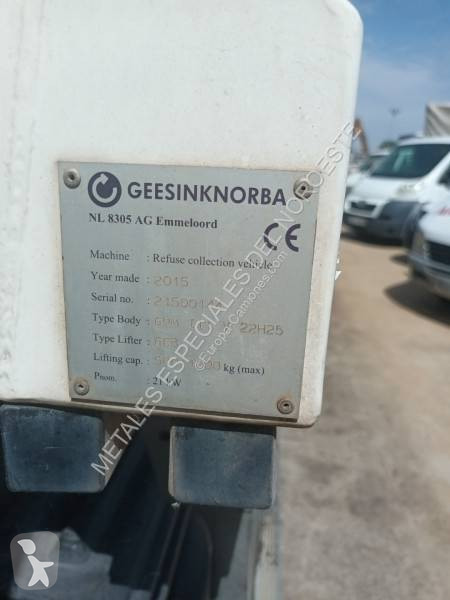 GEESINKNORBA
NL 8305 AG Emmeloord
CE
Machine : Refuse collection vehicle
Year made : 2015
Serial no. :
Type Body : 22H25
Type Lifter :
Lifting cap. : kg (max)
Pnom. :
METALES ESPECIALES DEL NOROESTE
©Europa-Camiones.com